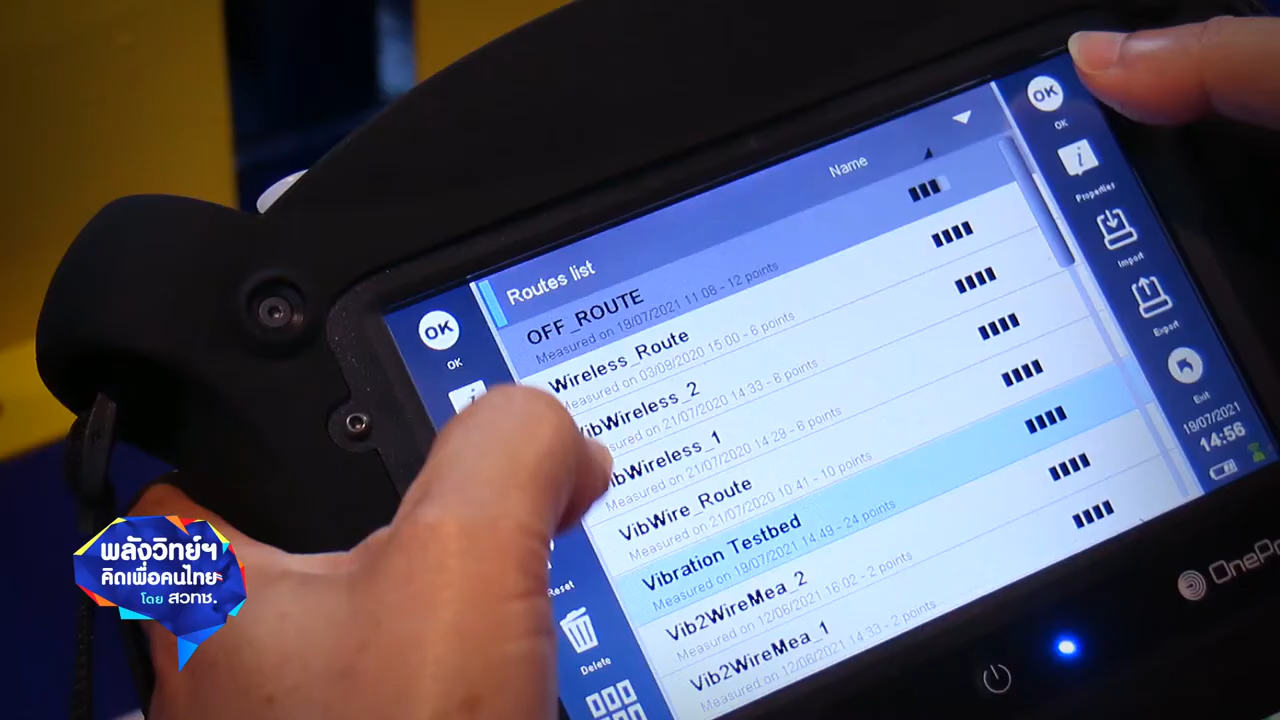 Routes list
Name
OFF_ROUTE
Measured on 19/07/2021 11:08 - 12 points
Wireless_Route
Measured on 03/09/2020 15:00 - 6 points
VibWireless_2
21/07/2020 14:33 - 6 points
VibWireless_1
Measured on 21/07/2020 14:29 - 6 points
VibWire_Route
Measured on 21/07/2020 10:41 - 10 points
Vibration Testbed
Measured on 19/07/2021 14:49 - 24 points
Vib2WireMea_2
Measured on 12/06/2021 16:02 - 2 points
Vib2WireMea_1
Measured on 12/06/2021 14:33 - 2 points
OK
OK
i
Reset
Delete
OK
OK
i
Properties
Import
Export
Exit
19/07/2021
14:56
OnePr
พลังวิทย์ฯ
คิดเพื่อคนไทย
โดย สวทช.